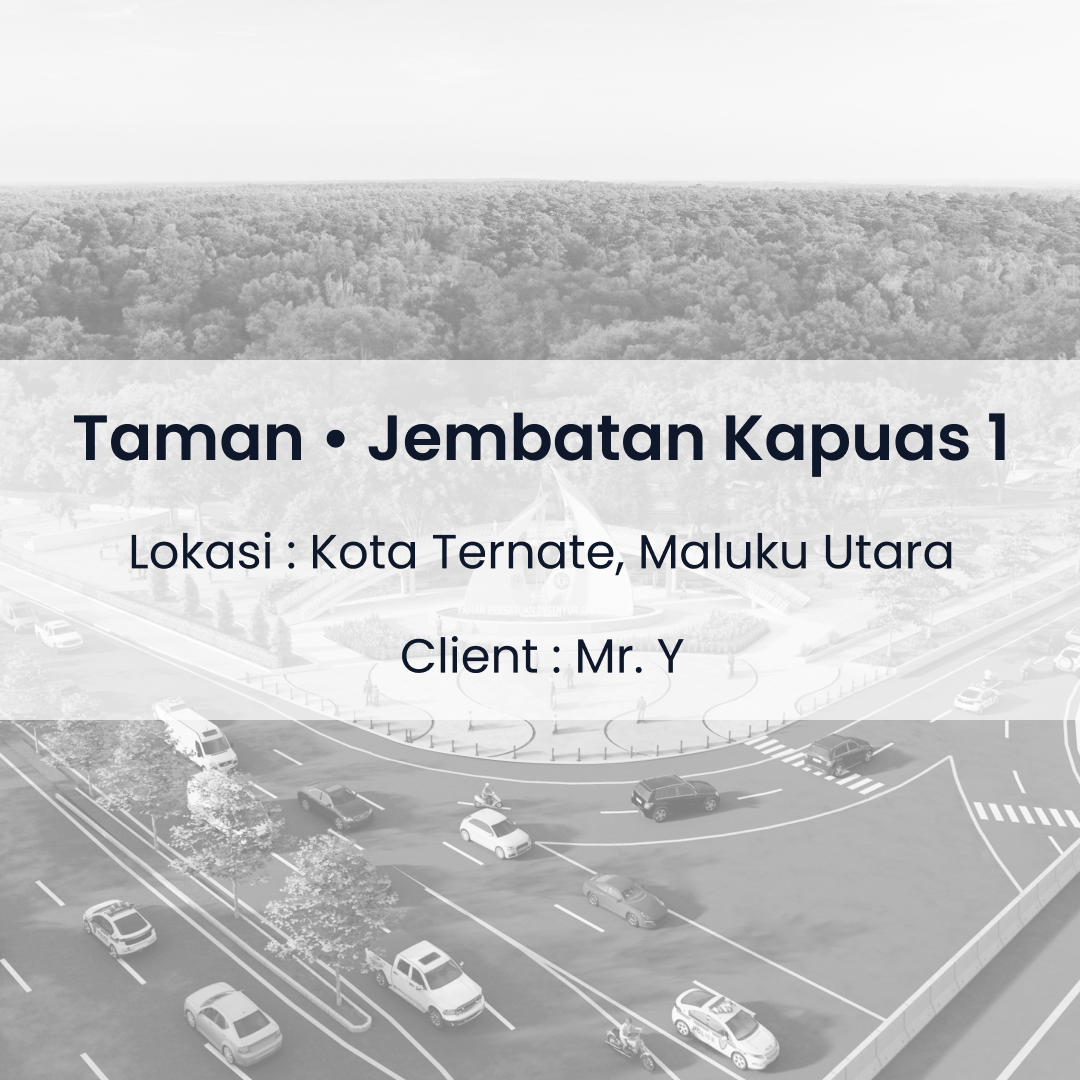 Taman • Jembatan Kapuas 1
Lokasi : Kota Ternate, Maluku Utara
Client : Mr. Y